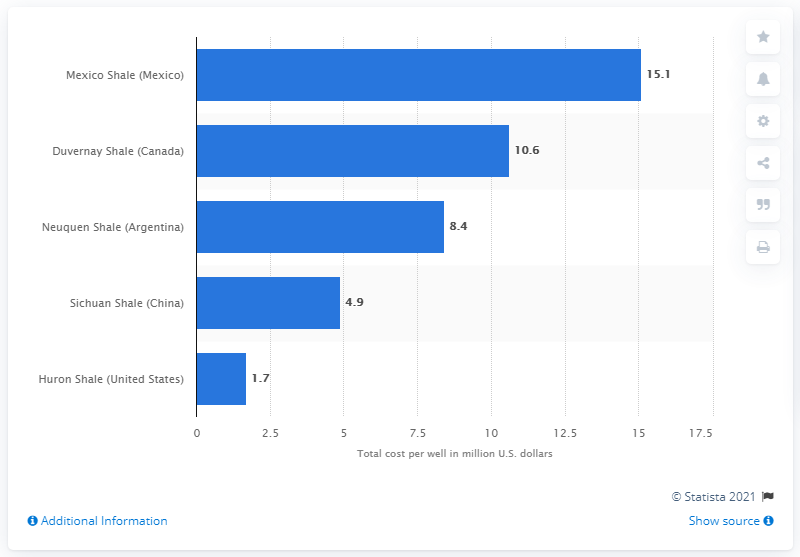 Mexico Shale (Mexico)
15.1
Duvernay Shale (Canada)
10.6
Neuquen Shale (Argentina)
8.4
Sichuan Shale (China)
4.9
Huron Shale (United States)
1.7
0 2.5 5 7.5 10 12.5 15 17.5
Total cost per well in million U.S. dollars
© Statista 2021
Additional Information
Show source